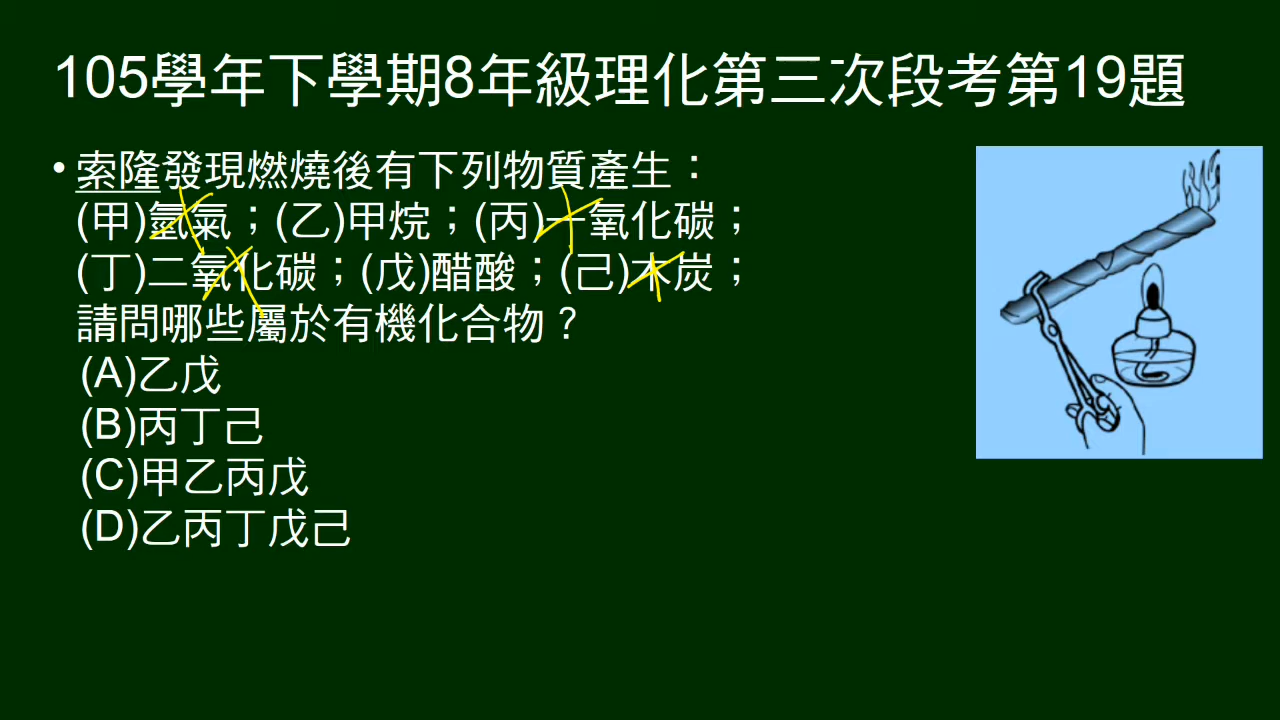 105學年下學期8年級理化第三次段考第19題
• 索隆發現燃燒後有下列物質產生：
(甲)氫氣；(乙)甲烷；(丙)一氧化碳；
(丁)二氧化碳；(戊)醋酸；(己)木炭；
請問哪些屬於有機化合物？
(A)乙戊
(B)丙丁己
(C)甲乙丙戊
(D)乙丙丁戊己